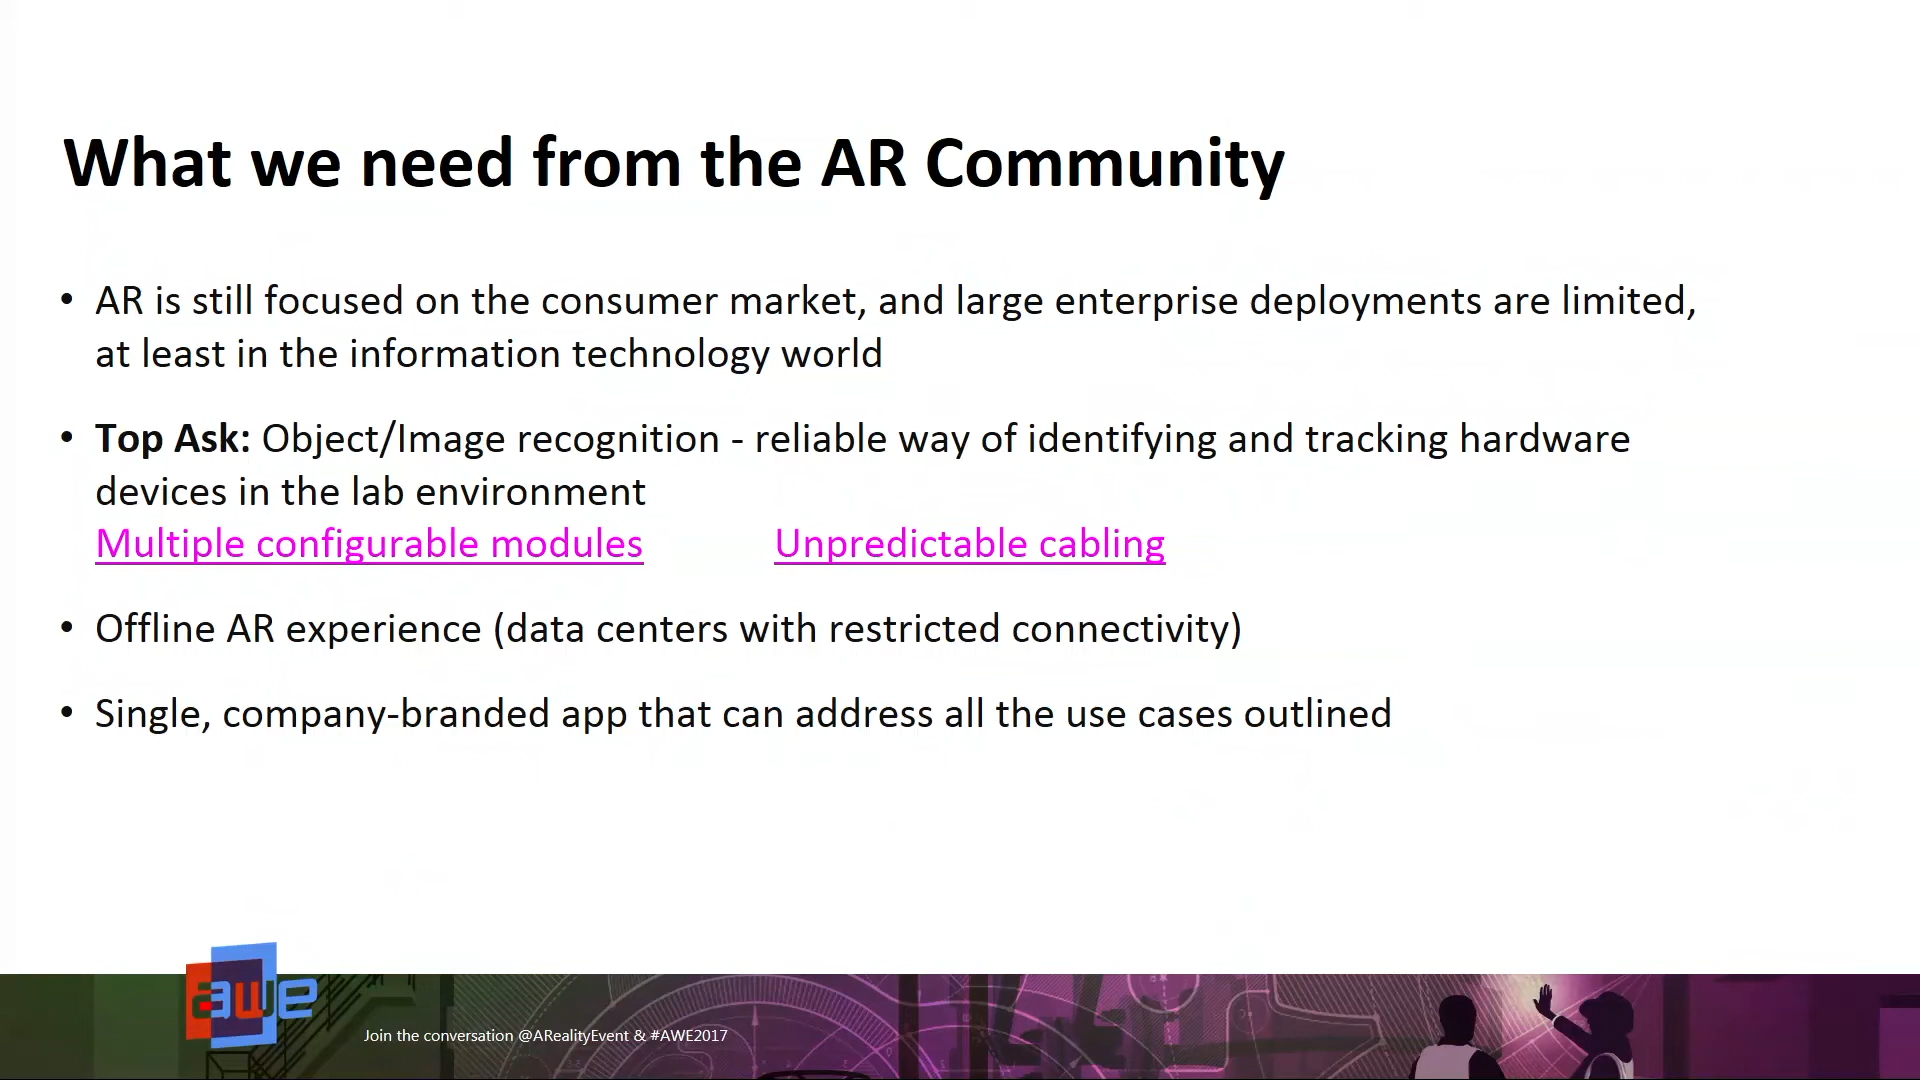 What we need from the AR Community
• AR is still focused on the consumer market, and large enterprise deployments are limited,
at least in the information technology world
• Top Ask: Object/Image recognition - reliable way of identifying and tracking hardware
devices in the lab environment
Multiple configurable modules Unpredictable cabling
• Offline AR experience (data centers with restricted connectivity)
• Single, company-branded app that can address all the use cases outlined
awe
Join the conversation @ARealityEvent & #AWE2017